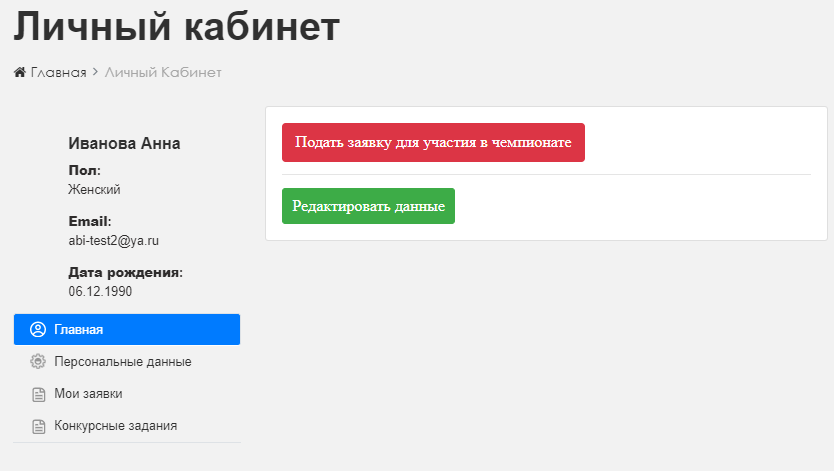 Личный кабинет
Главная > Личный Кабинет
Иванова Анна
Пол:
Женский
Email:
abi-test2@ya.ru
Дата рождения:
06.12.1990
Главная
Персональные данные
Мои заявки
Конкурсные задания
Подать заявку для участия в чемпионате
Редактировать данные